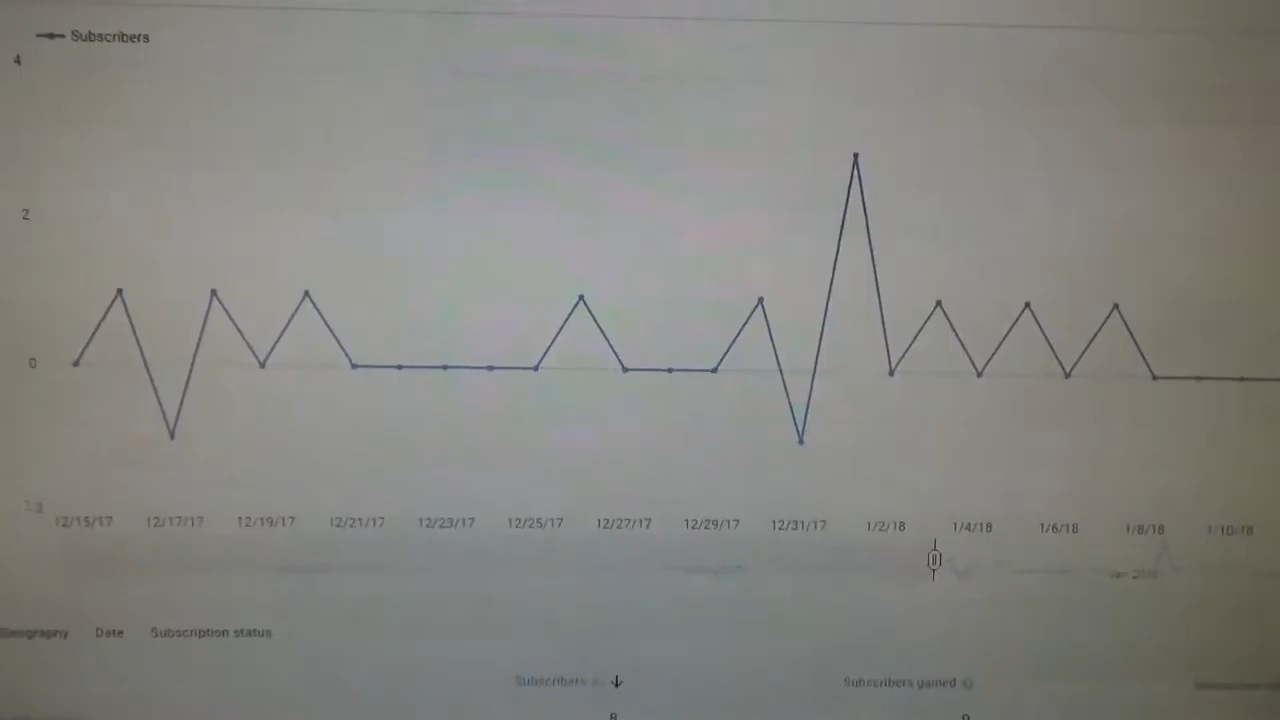 Subscribers
4
2
0
12/15/17 12/17/17 12/19/17 12/21/17 12/23/17 12/25/17 12/27/17 12/29/17 12/31/17 1/2/18 1/4/18 1/6/18 1/8/18 1/10/18
Geography Date Subscription status
Subscribers Subscribers gained